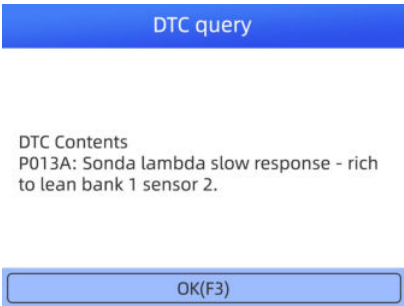 DTC query
DTC Contents
P013A: Sonda lambda slow response - rich
to lean bank 1 sensor 2.
OK(F3)